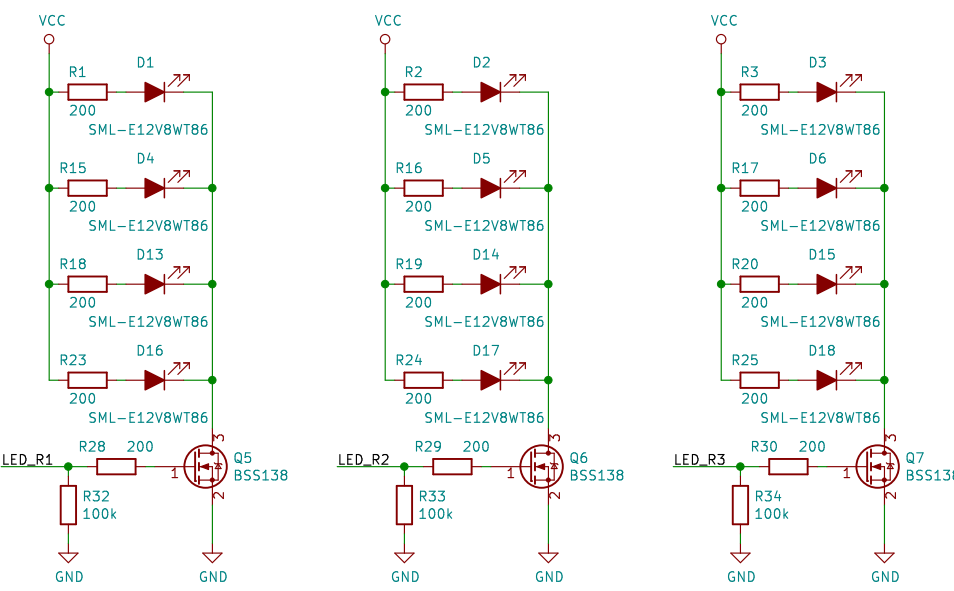 VCC VCC VCC
D1 D2 D3
R1 R2 R3
200 200 200
SML-E12V8WT86 SML-E12V8WT86 SML-E12V8WT86
D4 D5 D6
R15 R16 R17
200 200 200
SML-E12V8WT86 SML-E12V8WT86 SML-E12V8WT86
D13 D14 D15
R18 R19 R20
200 200 200
SML-E12V8WT86 SML-E12V8WT86 SML-E12V8WT86
D16 D17 D18
R23 R24 R25
200 200 200
SML-E12V8WT86 SML-E12V8WT86 SML-E12V8WT86
R28 200 3 R29 200 3 R30 200 3
LED_R1 Q5 LED_R2 Q6 LED_R3 Q7
1 BSS138 1 BSS138 1 BSS138
R32 2 R33 2 R34 2
100k 100k 100k
GND GND GND GND GND GND